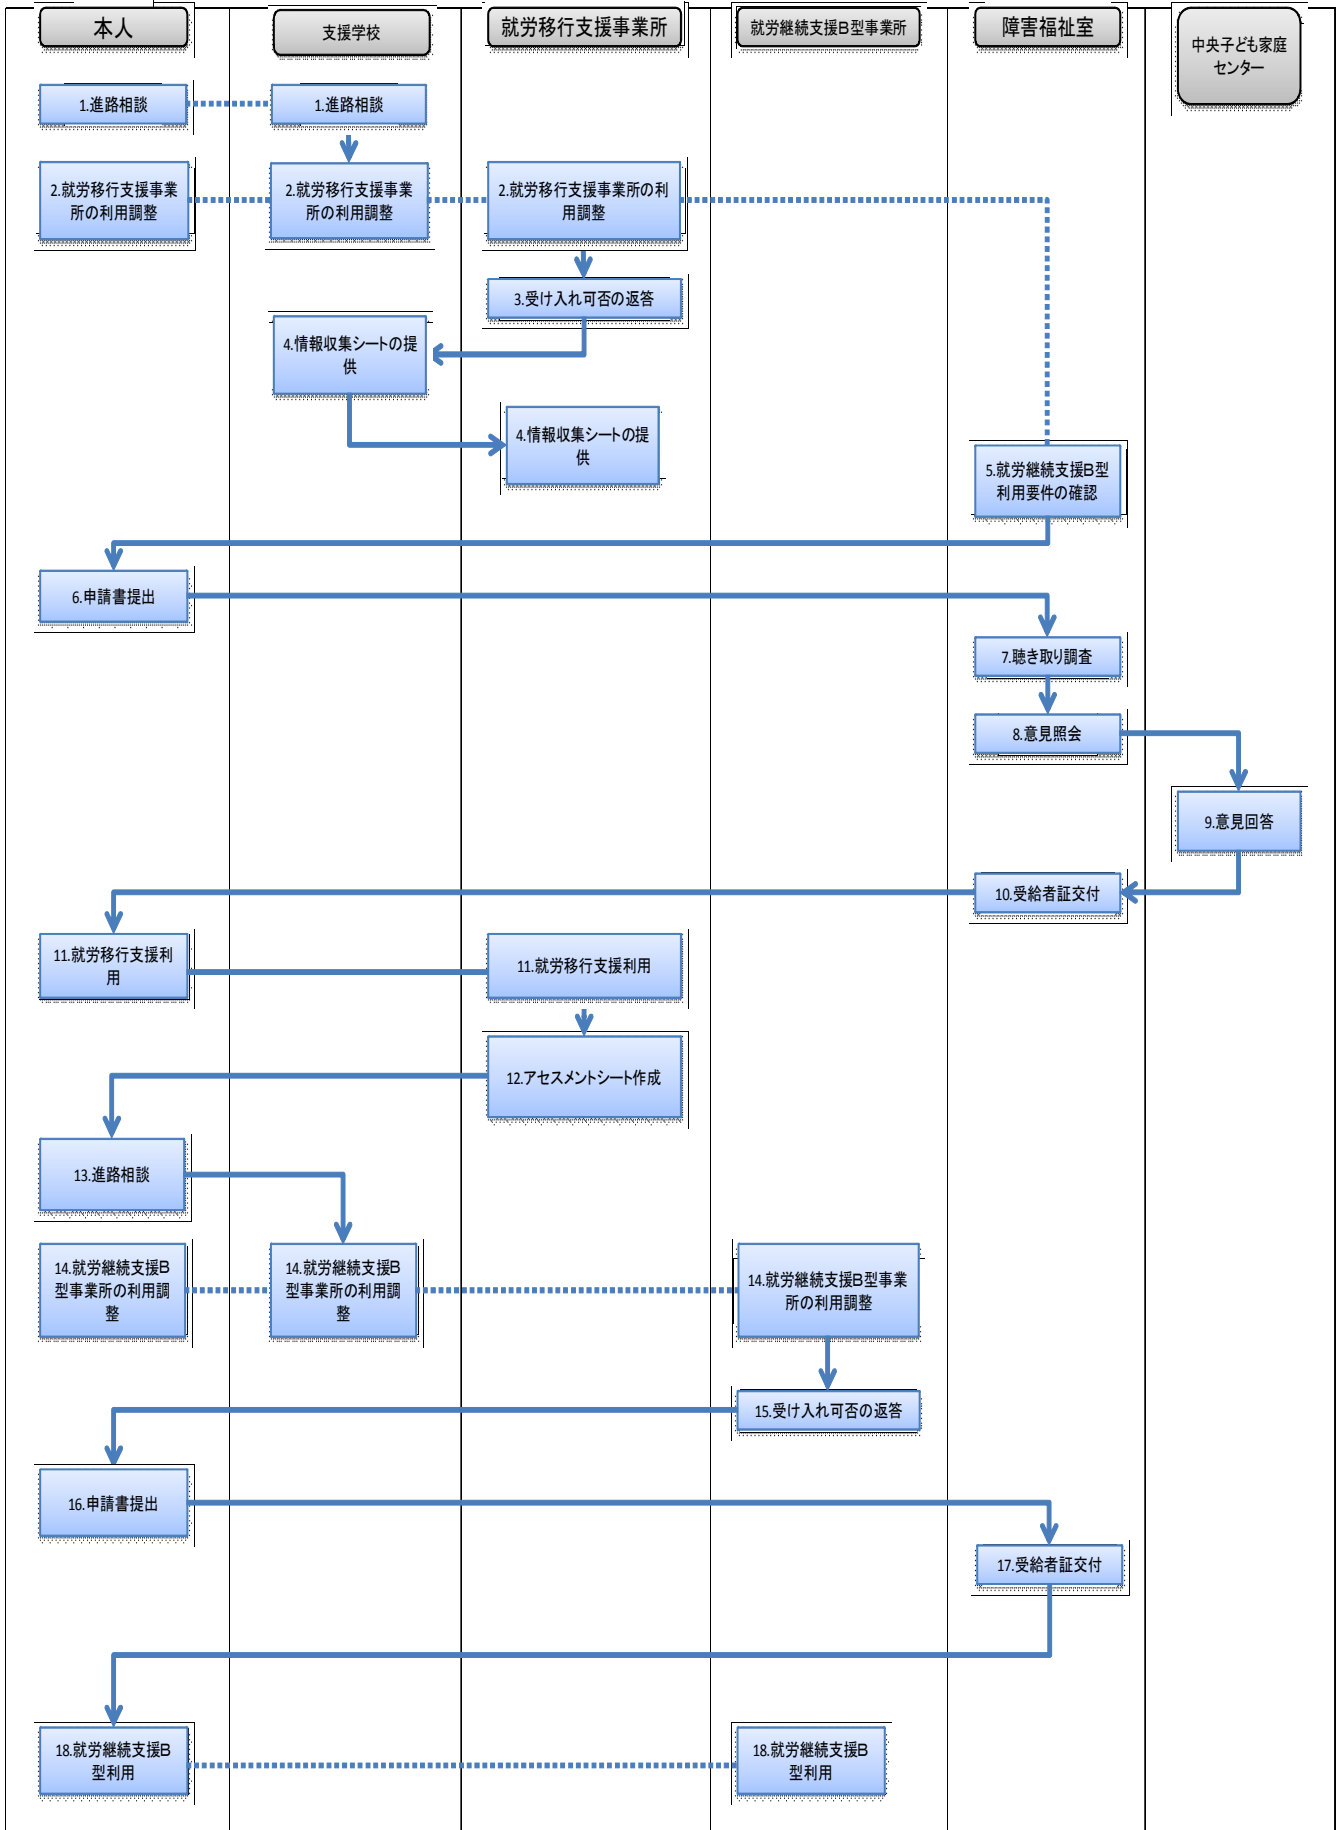 本人
支援学校
就労移行支援事業所
就労継続支援B型事業所
障害福祉室
中央子ども家庭
センター
1.進路相談
1.進路相談
2.就労移行支援事業
所の利用調整
2.就労移行支援事業
所の利用調整
2.就労移行支援事業所の利
用調整
3.受け入れ可否の返答
4.情報収集シートの提
供
4.情報収集シートの提
供
5.就労継続支援B型
利用要件の確認
6.申請書提出
7.聴き取り調査
8.意見照会
9.意見回答
10.受給者証交付
11.就労移行支援利
用
11.就労移行支援利用
12.アセスメントシート作成
13.進路相談
14.就労継続支援B
型事業所の利用調
整
14.就労継続支援B
型事業所の利用調
整
14.就労継続支援B型事業
所の利用調整
15.受け入れ可否の返答
16.申請書提出
17.受給者証交付
18.就労継続支援B
型利用
18.就労継続支援B
型利用